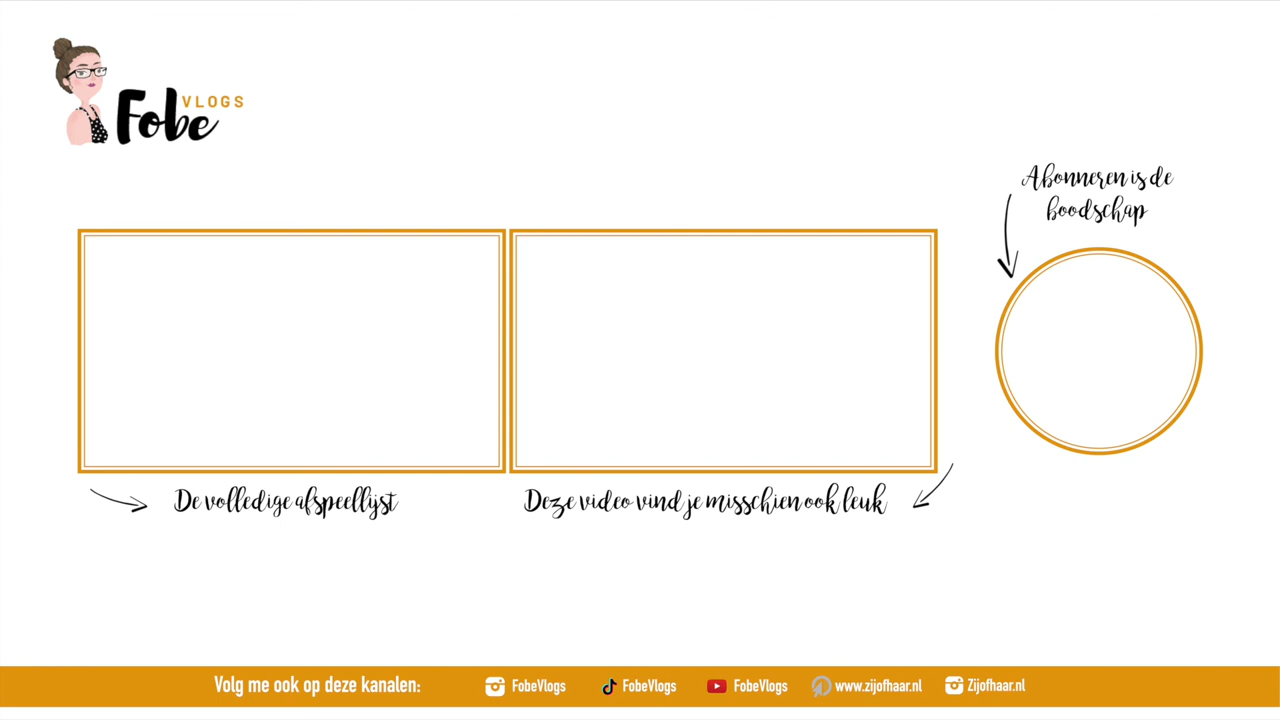 VLOGS
Fobe
Abonneren is de
boodschap
De volledige afspeellijst
Deze video vind je misschien ook leuk
Volg me ook op deze kanalen:
FobeVlogs
FobeVlogs
FobeVlogs
www.zijofhaar.nl
Zijofhaar.nl